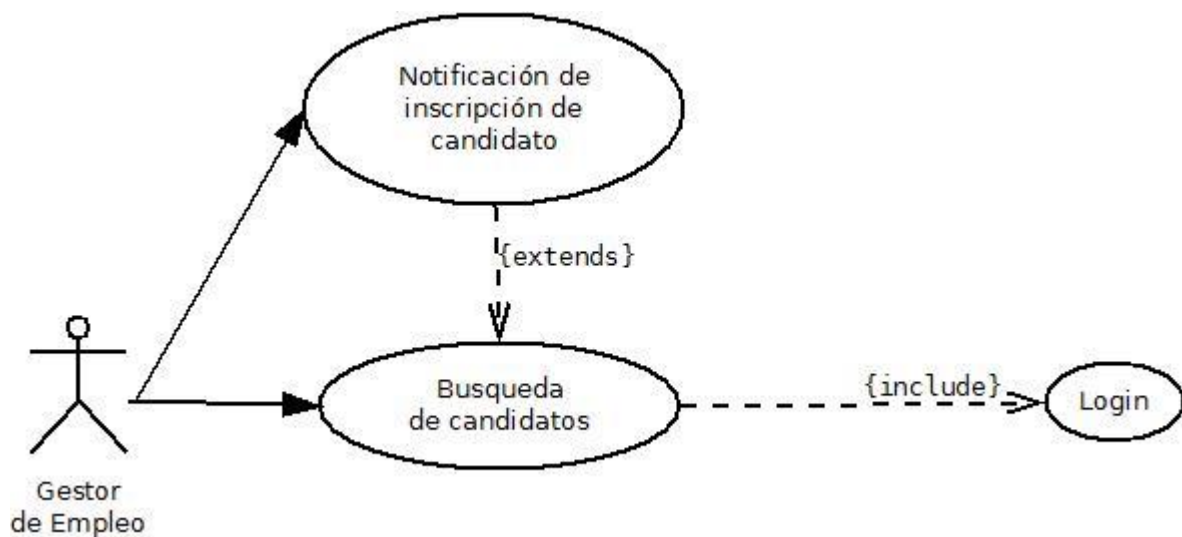 Notificación de
inscripción de
candidato
{extends}
Busqueda
de candidatos
{include}
Login
Gestor
de Empleo